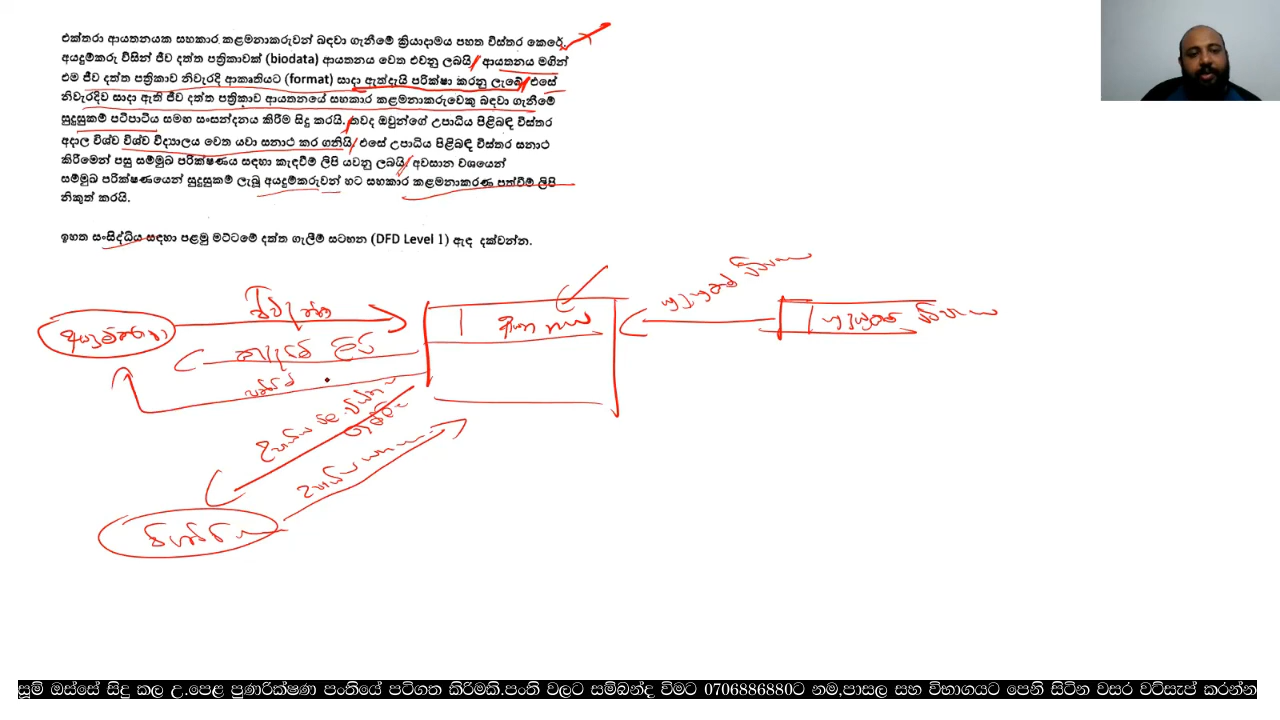 එක්තරා ආයතනයක සහකාර කළමනාකරුවන් බඳවා ගැනීමේ ක්‍රියාදාමය පහත විස්තර කෙරේ.
අයදුම්කරු විසින් ජීව දත්ත පත්‍රිකාවක් (biodata) ආයතනය වෙත එවනු ලබයි. ආයතනය මගින්
එම ජීව දත්ත පත්‍රිකාව නිවැරදි ආකෘතියට (format) සාදා ඇත්දැයි පරික්ෂා කරනු ලැබේ. එසේ
නිවැරදිව සාදා ඇති ජීව දත්ත පත්‍රිකාව ආයතනයේ සහකාර කළමනාකරුවෙකු බඳවා ගැනීමේ
සුදුසුකම් පටිපාටිය සමඟ සංසන්දනය කිරීම සිදු කරයි. තවද ඔවුන්ගේ උපාධිය පිළිබඳ විස්තර
අදාල විශ්ව විශ්ව විද්‍යාලය වෙත යවා සනාථ කර ගනියි. එසේ උපාධිය පිළිබඳ විස්තර සනාථ
කිරීමෙන් පසු සම්මුඛ පරික්ෂණය සඳහා කැඳවීම් ලිපි යවනු ලබයි. අවසාන වශයෙන්
සම්මුඛ පරික්ෂණයෙන් සුදුසුකම් ලැබූ අයදුම්කරුවන් හට සහකාර කළමනාකරණ පත්වීම් ලිපි
නිකුත් කරයි.
ඉහත සංසිද්ධිය සඳහා පළමු මට්ටමේ දත්ත ගැලීම් සටහන (DFD Level 1) ඇඳ දක්වන්න.
කැඳවීම් ලිපි
සූම් ඔස්සේ සිදු කල උ.පෙළ පුණරීක්ෂණ පංතියේ පටිගත කිරීමකි.පංති වලට සම්බන්ද වීමට 0706886880ට නම,පාසල සහ විභාගයට පෙනී සිටින වසර වට්සැප් කරන්න